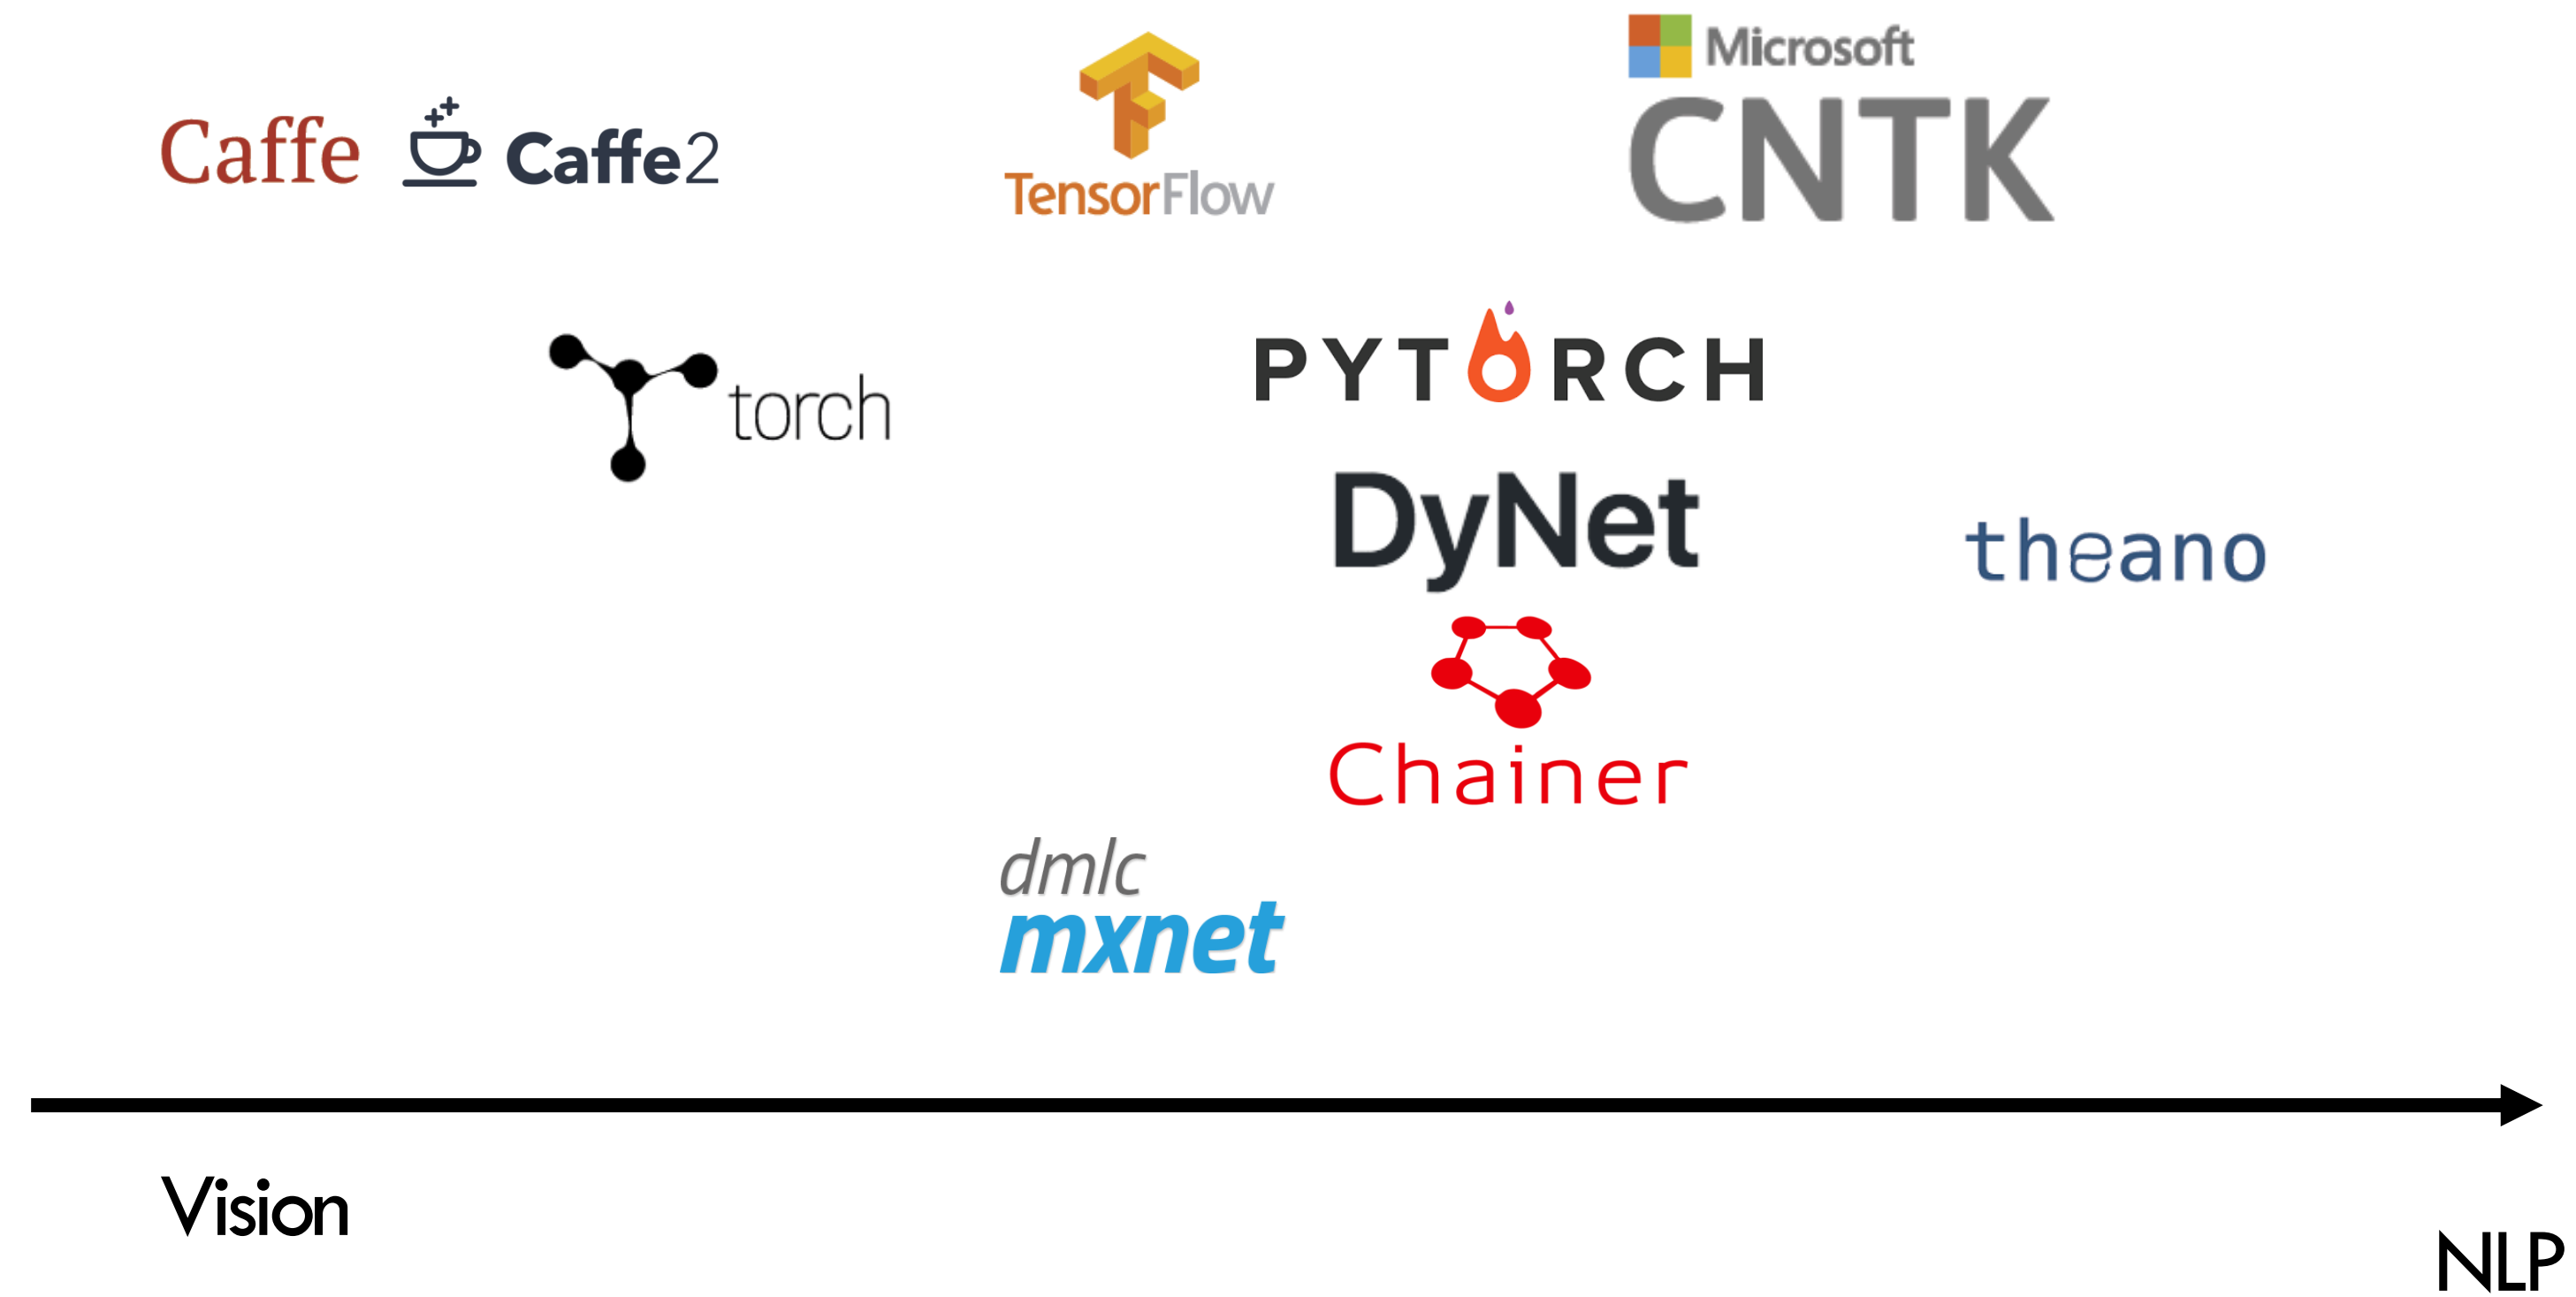 Microsoft
CNTK
Caffe
Caffe2
TensorFlow
PYTORCH
torch
DyNet
theano
Chainer
dmlc
mxnet
Vision
NLP